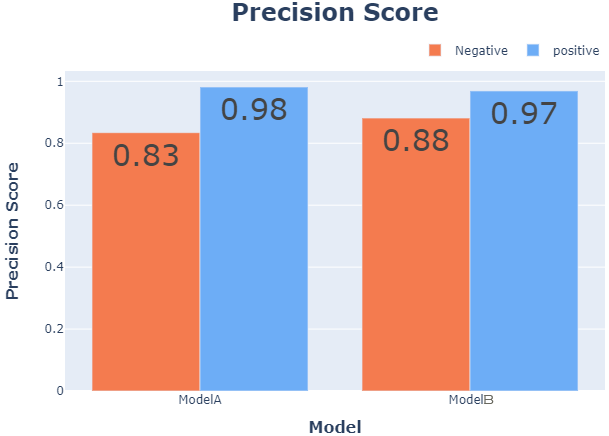 Precision Score
Negative positive
Precision Score
1
0.8
0.6
0.4
0.2
0
0.83
0.98
0.88
0.97
ModelA ModelB
Model